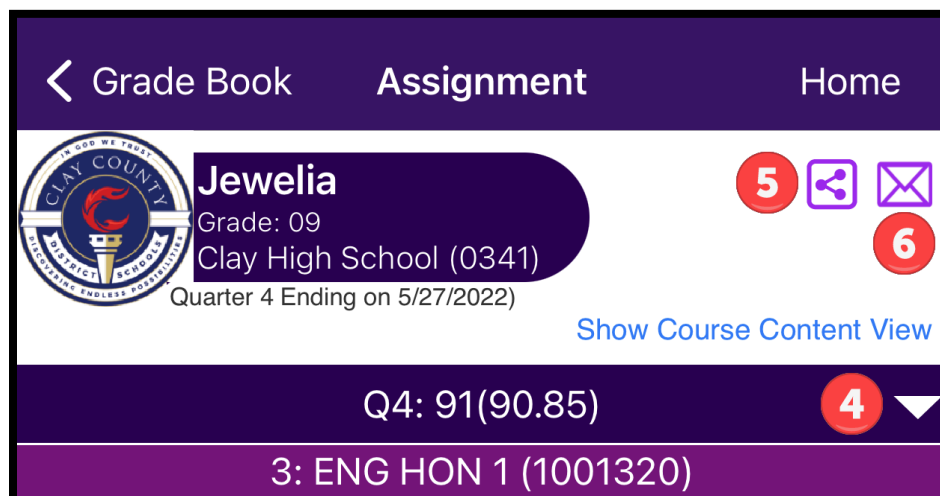 Grade Book Assignment Home
IN GOD WE TRUST
CLAY COUNTY
DISTRICT SCHOOLS
DISCOVERING ENDLESS POSSIBILITIES
Jewelia
Grade: 09
Clay High School (0341)
5
6
Quarter 4 Ending on 5/27/2022)
Show Course Content View
Q4: 91(90.85)
4
3: ENG HON 1 (1001320)